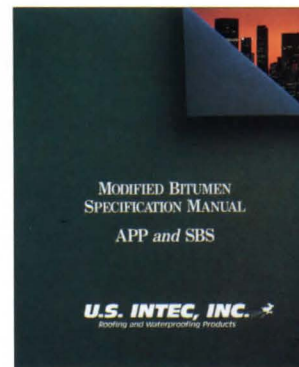 MODIFIED BITUMEN
SPECIFICATION MANUAL
APP and SBS
U.S. INTEC, INC.
Roofing and Waterproofing Products